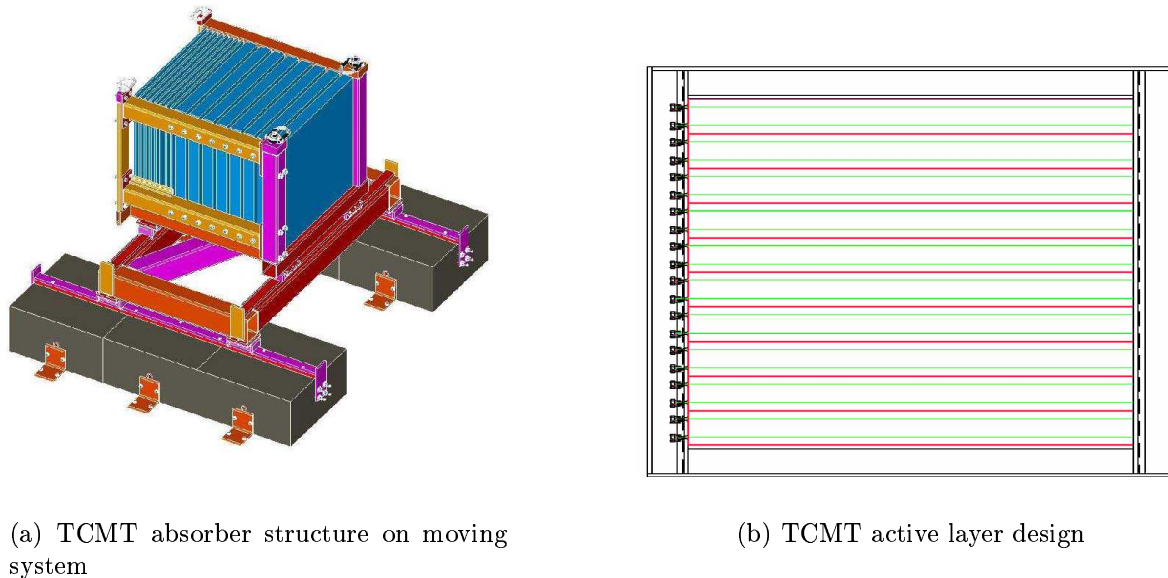 (a) TCMT absorber structure on moving
system
(b) TCMT active layer design